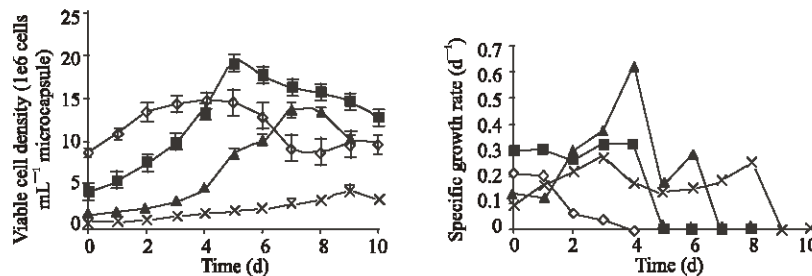 Viable cell density (1e6 cells
mL⁻¹ microcapsule)
25
20
15
10
5
0
0 2 4 6 8 10
Time (d)
Specific growth rate (d⁻¹)
0.7
0.6
0.5
0.4
0.3
0.2
0.1
0
0 2 4 6 8 10
Time (d)